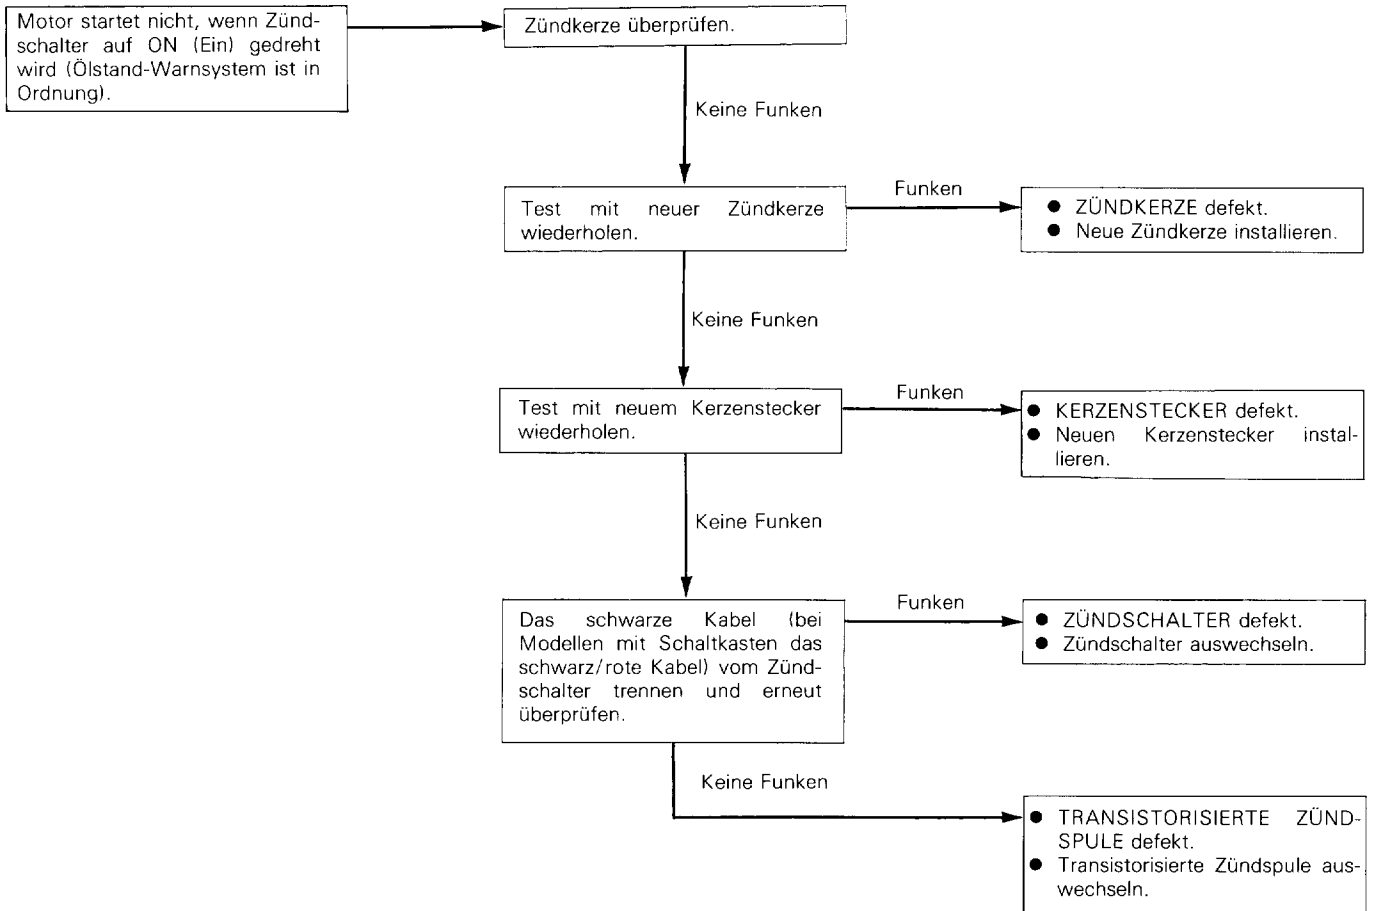 Motor startet nicht, wenn Zünd-
schalter auf ON (Ein) gedreht
wird (Ölstand-Warnsystem ist in
Ordnung).
Zündkerze überprüfen.
Keine Funken
Test mit neuer Zündkerze
wiederholen.
Funken
● ZÜNDKERZE defekt.
● Neue Zündkerze installieren.
Keine Funken
Test mit neuem Kerzenstecker
wiederholen.
Funken
● KERZENSTECKER defekt.
● Neuen Kerzenstecker instal-
lieren.
Keine Funken
Das schwarze Kabel (bei
Modellen mit Schaltkasten das
schwarz/rote Kabel) vom Zünd-
schalter trennen und erneut
überprüfen.
Funken
● ZÜNDSCHALTER defekt.
● Zündschalter auswechseln.
Keine Funken
● TRANSISTORISIERTE ZÜND-
SPULE defekt.
● Transistorisierte Zündspule aus-
wechseln.